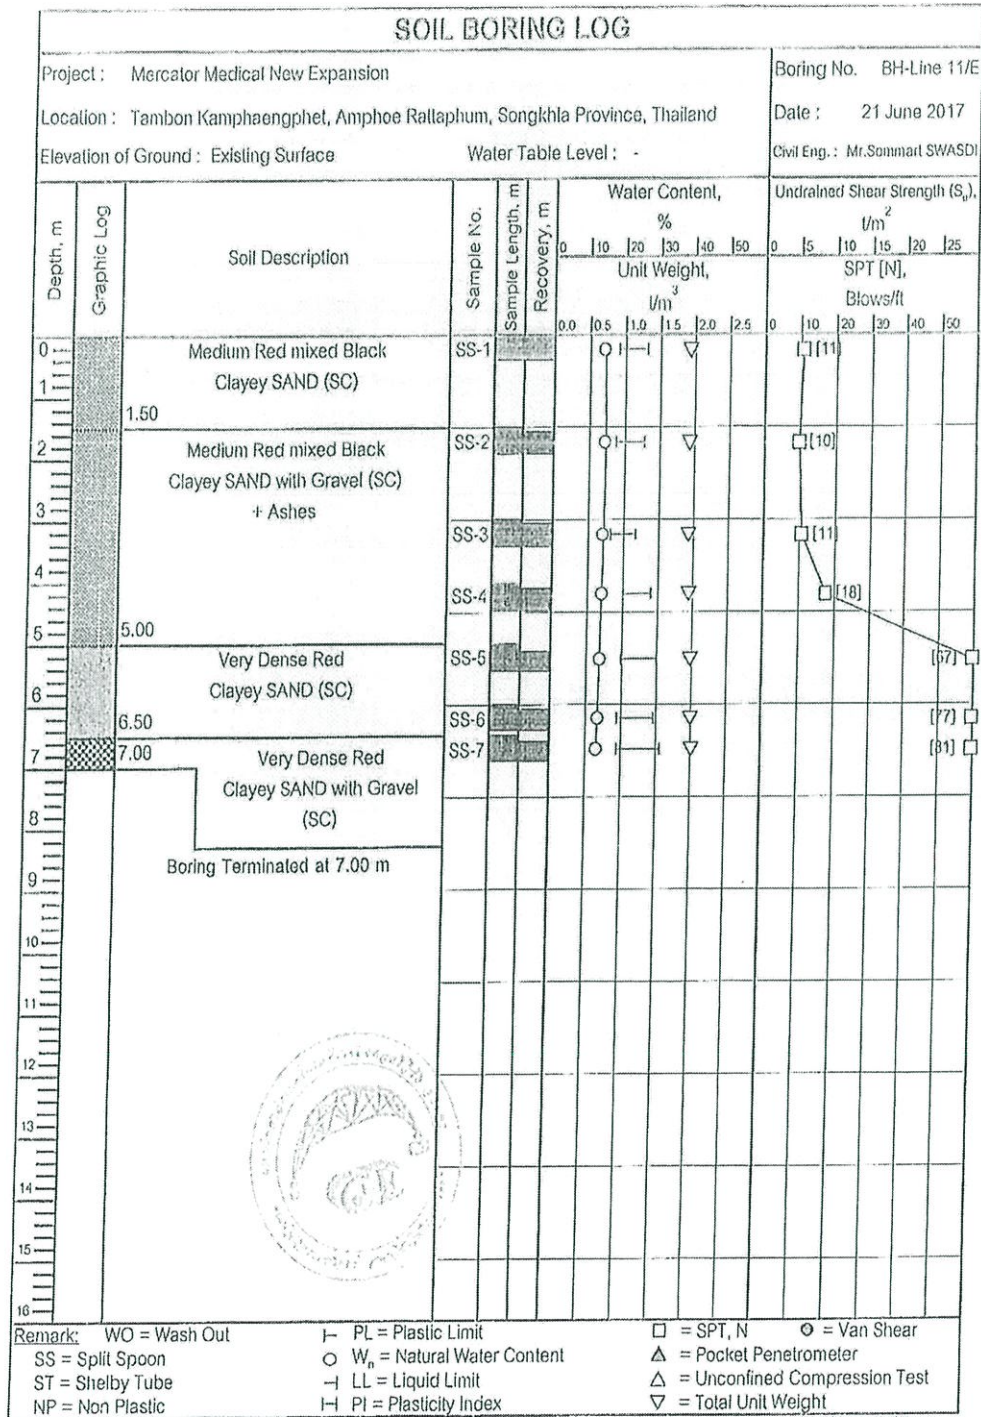 SOIL BORING LOG
Project : Mercator Medical New Expansion
Boring No. BH-Line 11/E
Location : Tambon Kamphaengphet, Amphoe Rattaphum, Songkhla Province, Thailand
Date : 21 June 2017
Elevation of Ground : Existing Surface
Water Table Level : -
Civil Eng.: Mr.Sommart SWASDI
Depth, m
Graphic Log
Soil Description
Sample No.
Sample Length, m
Recovery, m
Water Content,
%
0 10 20 30 40 50
Unit Weight,
t/m³
0.0 0.5 1.0 1.5 2.0 2.5
Undrained Shear Strength (Su),
t/m²
0 5 10 15 20 25
SPT [N],
Blows/ft
0 10 20 30 40 50
0
Medium Red mixed Black
SS-1
[11]
Clayey SAND (SC)
1
1.50
2
Medium Red mixed Black
SS-2
[10]
Clayey SAND with Gravel (SC)
+ Ashes
3
SS-3
[11]
4
SS-4
[18]
5
5.00
Very Dense Red
SS-5
[67]
Clayey SAND (SC)
6
6.50
SS-6
[77]
7
7.00
Very Dense Red
SS-7
[81]
Clayey SAND with Gravel
(SC)
8
Boring Terminated at 7.00 m
9
10
11
12
13
14
15
16
Remark: WO = Wash Out
SS = Split Spoon
ST = Shelby Tube
NP = Non Plastic
PL = Plastic Limit
Wn = Natural Water Content
LL = Liquid Limit
PI = Plasticity Index
= SPT, N
= Van Shear
= Pocket Penetrometer
= Unconfined Compression Test
= Total Unit Weight